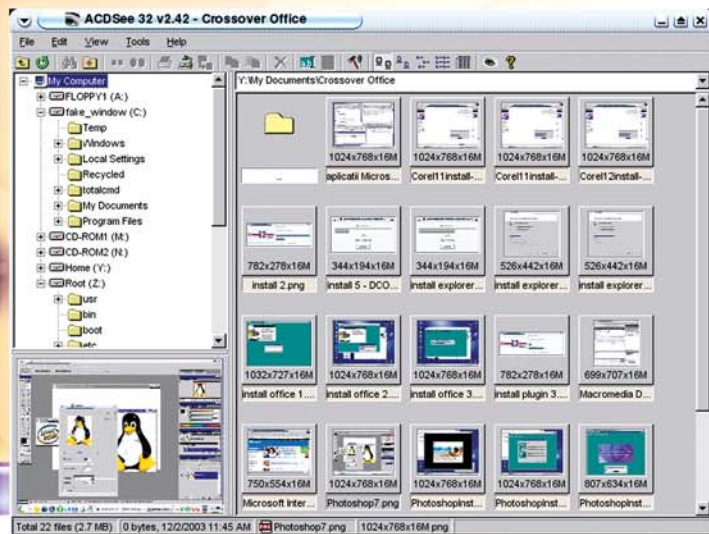 ACDSee 32 v2.42 - Crossover Office
File Edit View Tools Help
My Computer
FLOPPY1 (A:)
fake_window (C:)
Temp
Windows
Local Settings
Recycled
totalcmd
My Documents
Program Files
CD-ROM1 (M:)
CD-ROM2 (N:)
Home (Y:)
Root (Z:)
usr
bin
boot
etc
Y:\My Documents\Crossover Office
1024x768x16M 1024x768x16M 1024x768x16M 1024x768x16M
.. aplicatii Micros... Corel11install-... Corel11install-... Corel12install-...
782x278x16M 344x194x16M 344x194x16M 526x442x16M 526x442x16M
install 2.png install 5 - DCO... install explorer... install explorer... install explorer...
1032x727x16M 1024x768x16M 1024x768x16M 782x278x16M 699x707x16M
install office 1.... install office 2.... install office 3.... install plugin 3.... Macromedia D...
750x554x16M 1024x768x16M 1024x768x16M 1024x768x16M 807x634x16M
Microsoft Inter... Photoshop7.png Photoshopinst... Photoshopinst... Photoshopinst...
Total 22 files (2.7 MB) 0 bytes, 12/2/2003 11:45 AM Photoshop7.png 1024x768x16M png